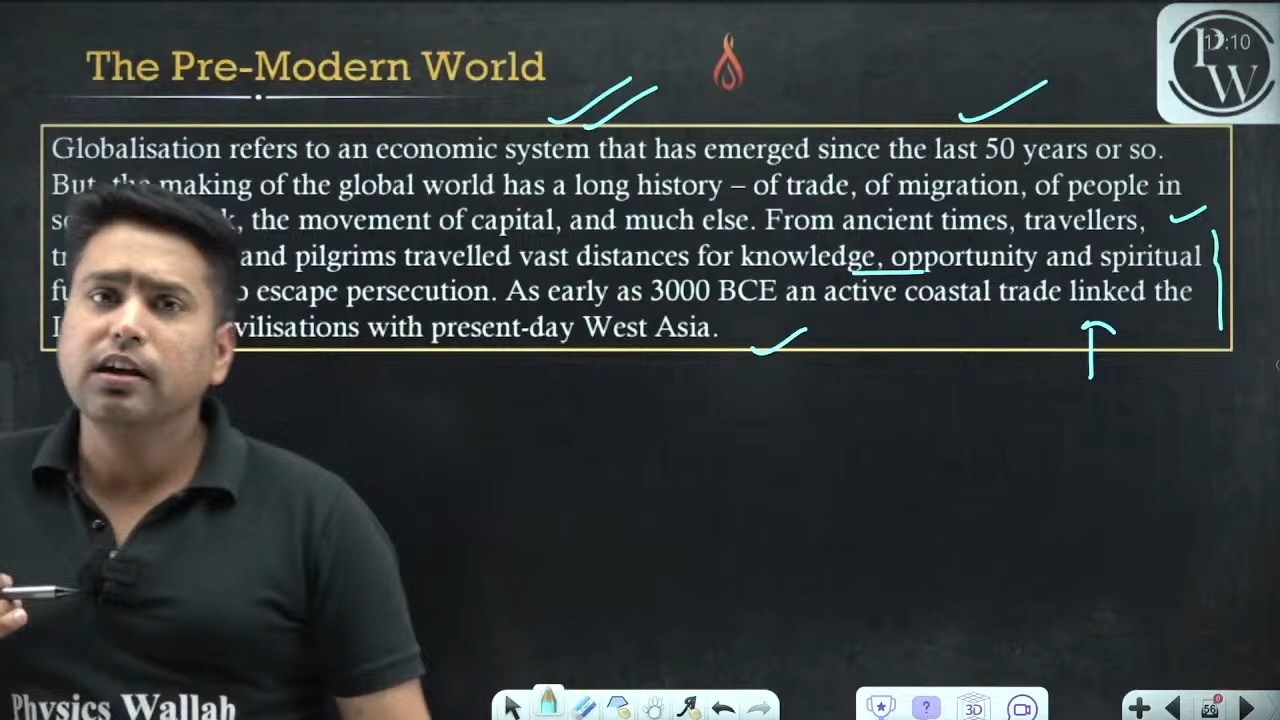 The Pre-Modern World
Globalisation refers to an economic system that has emerged since the last 50 years or so.
But, the making of the global world has a long history – of trade, of migration, of people in
the movement of capital, and much else. From ancient times, travellers,
and pilgrims travelled vast distances for knowledge, opportunity and spiritual
escape persecution. As early as 3000 BCE an active coastal trade linked the
with present-day West Asia.
:10
PW
Physics Wallah
3D
56